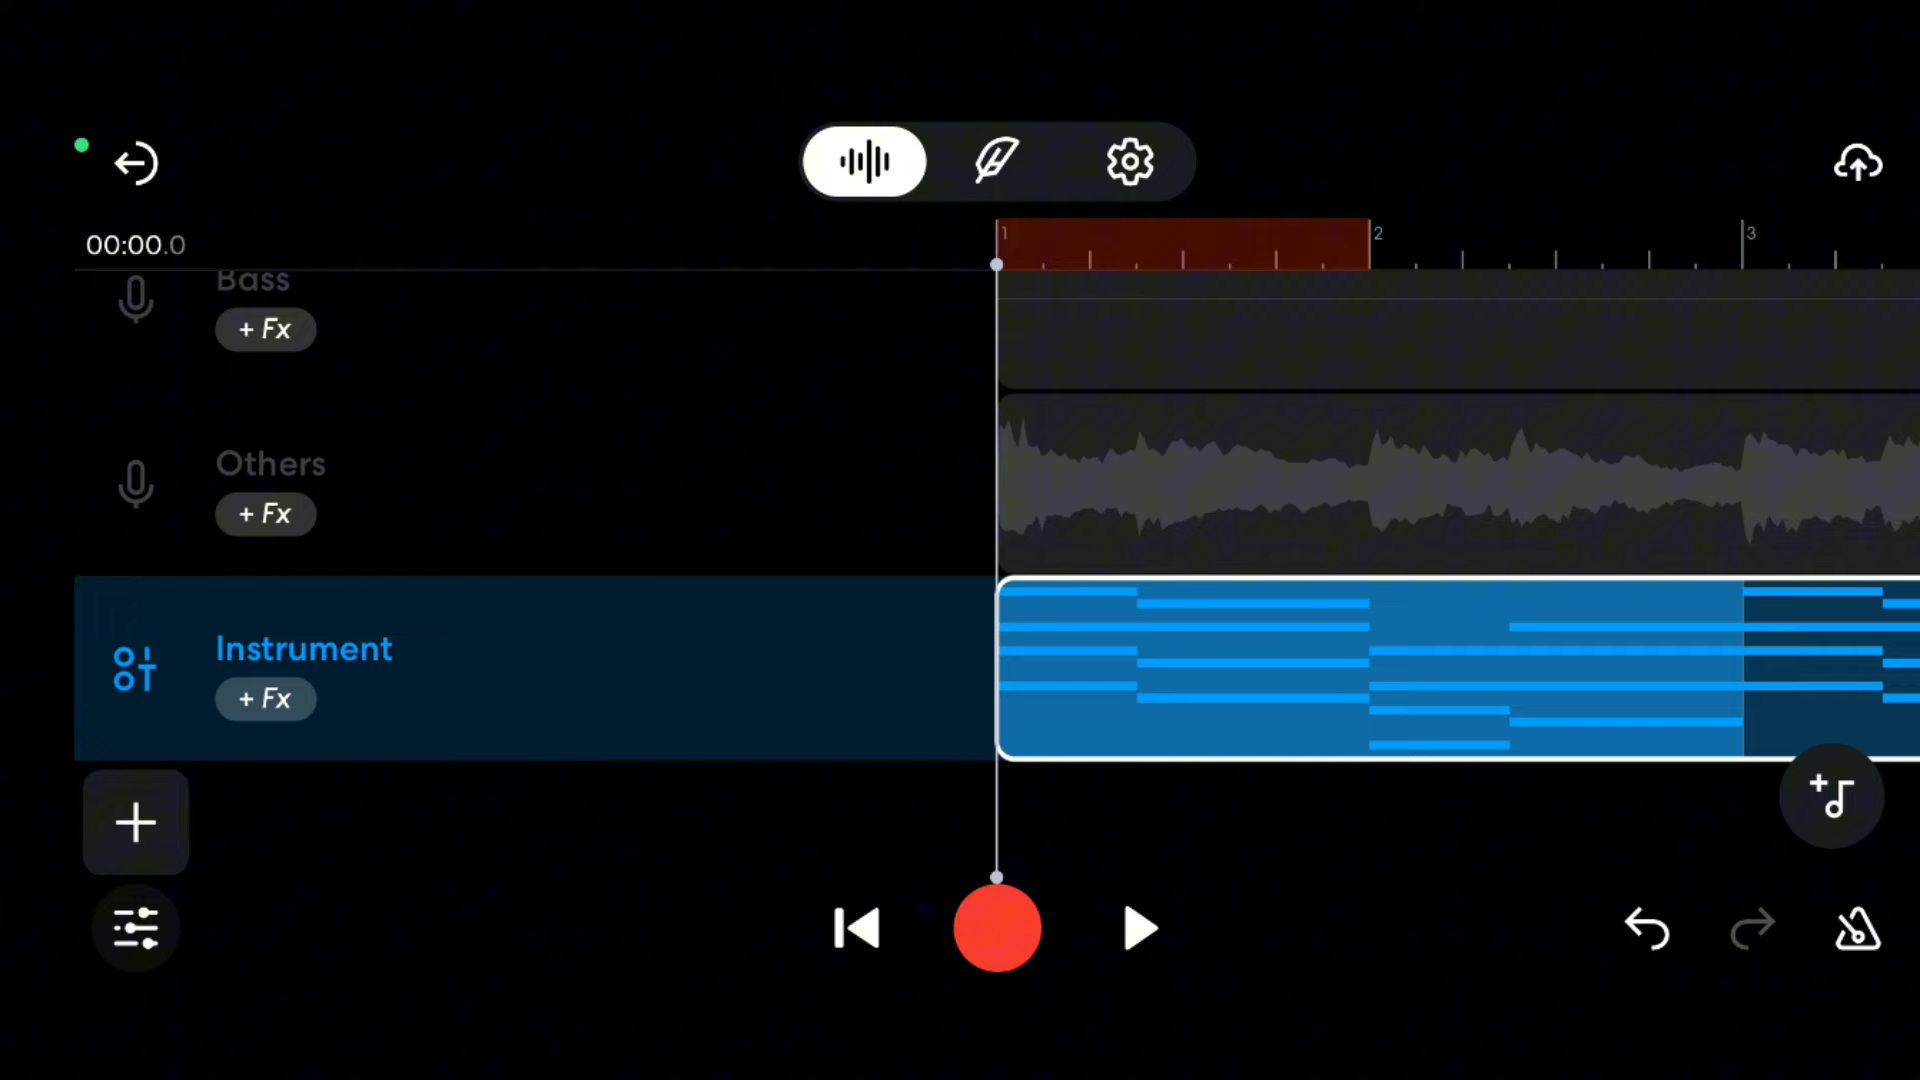 00:00.0
1
2
3
Bass
+ Fx
Others
+ Fx
Instrument
+ Fx